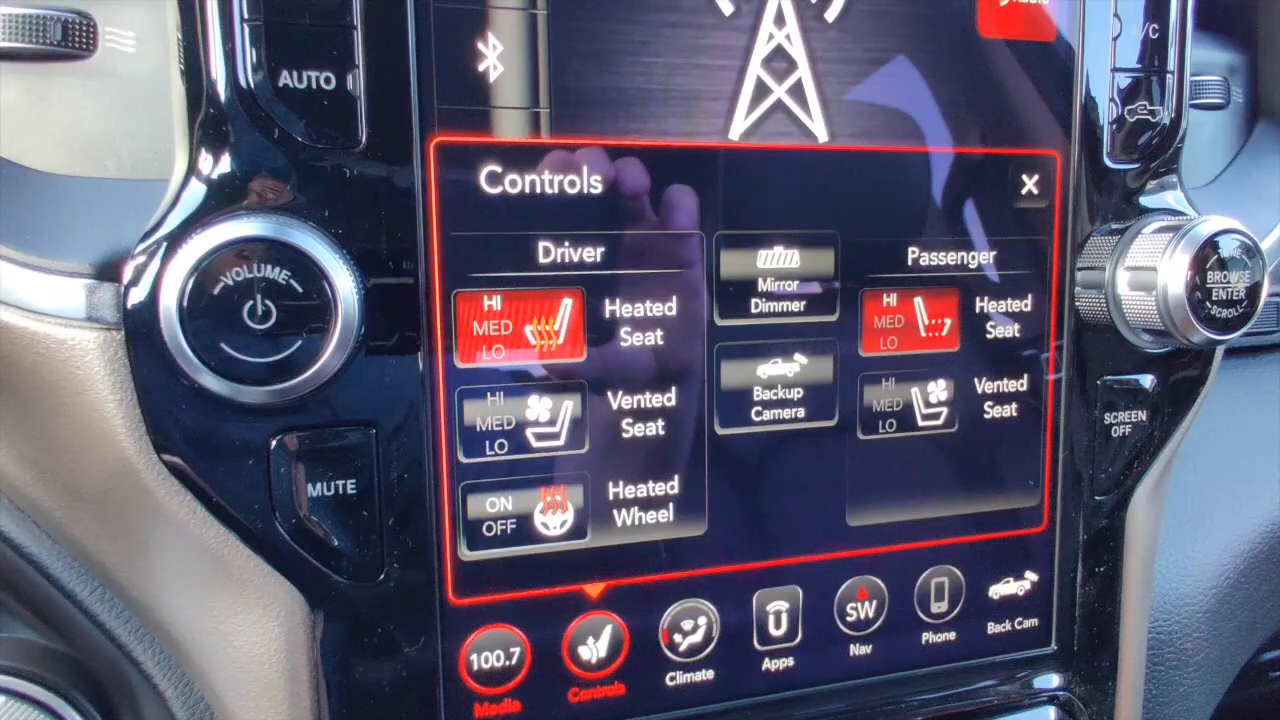 AUTO
A/C
Controls
X
Driver
Passenger
HI
MED
LO
Heated
Seat
Mirror
Dimmer
HI
MED
LO
Heated
Seat
HI
MED
LO
Vented
Seat
Backup
Camera
HI
MED
LO
Vented
Seat
ON
OFF
Heated
Wheel
VOLUME
MUTE
BROWSE
ENTER
SCROLL
SCREEN
OFF
100.7
Media
Controls
Climate
Apps
SW
Nav
Phone
Back Cam